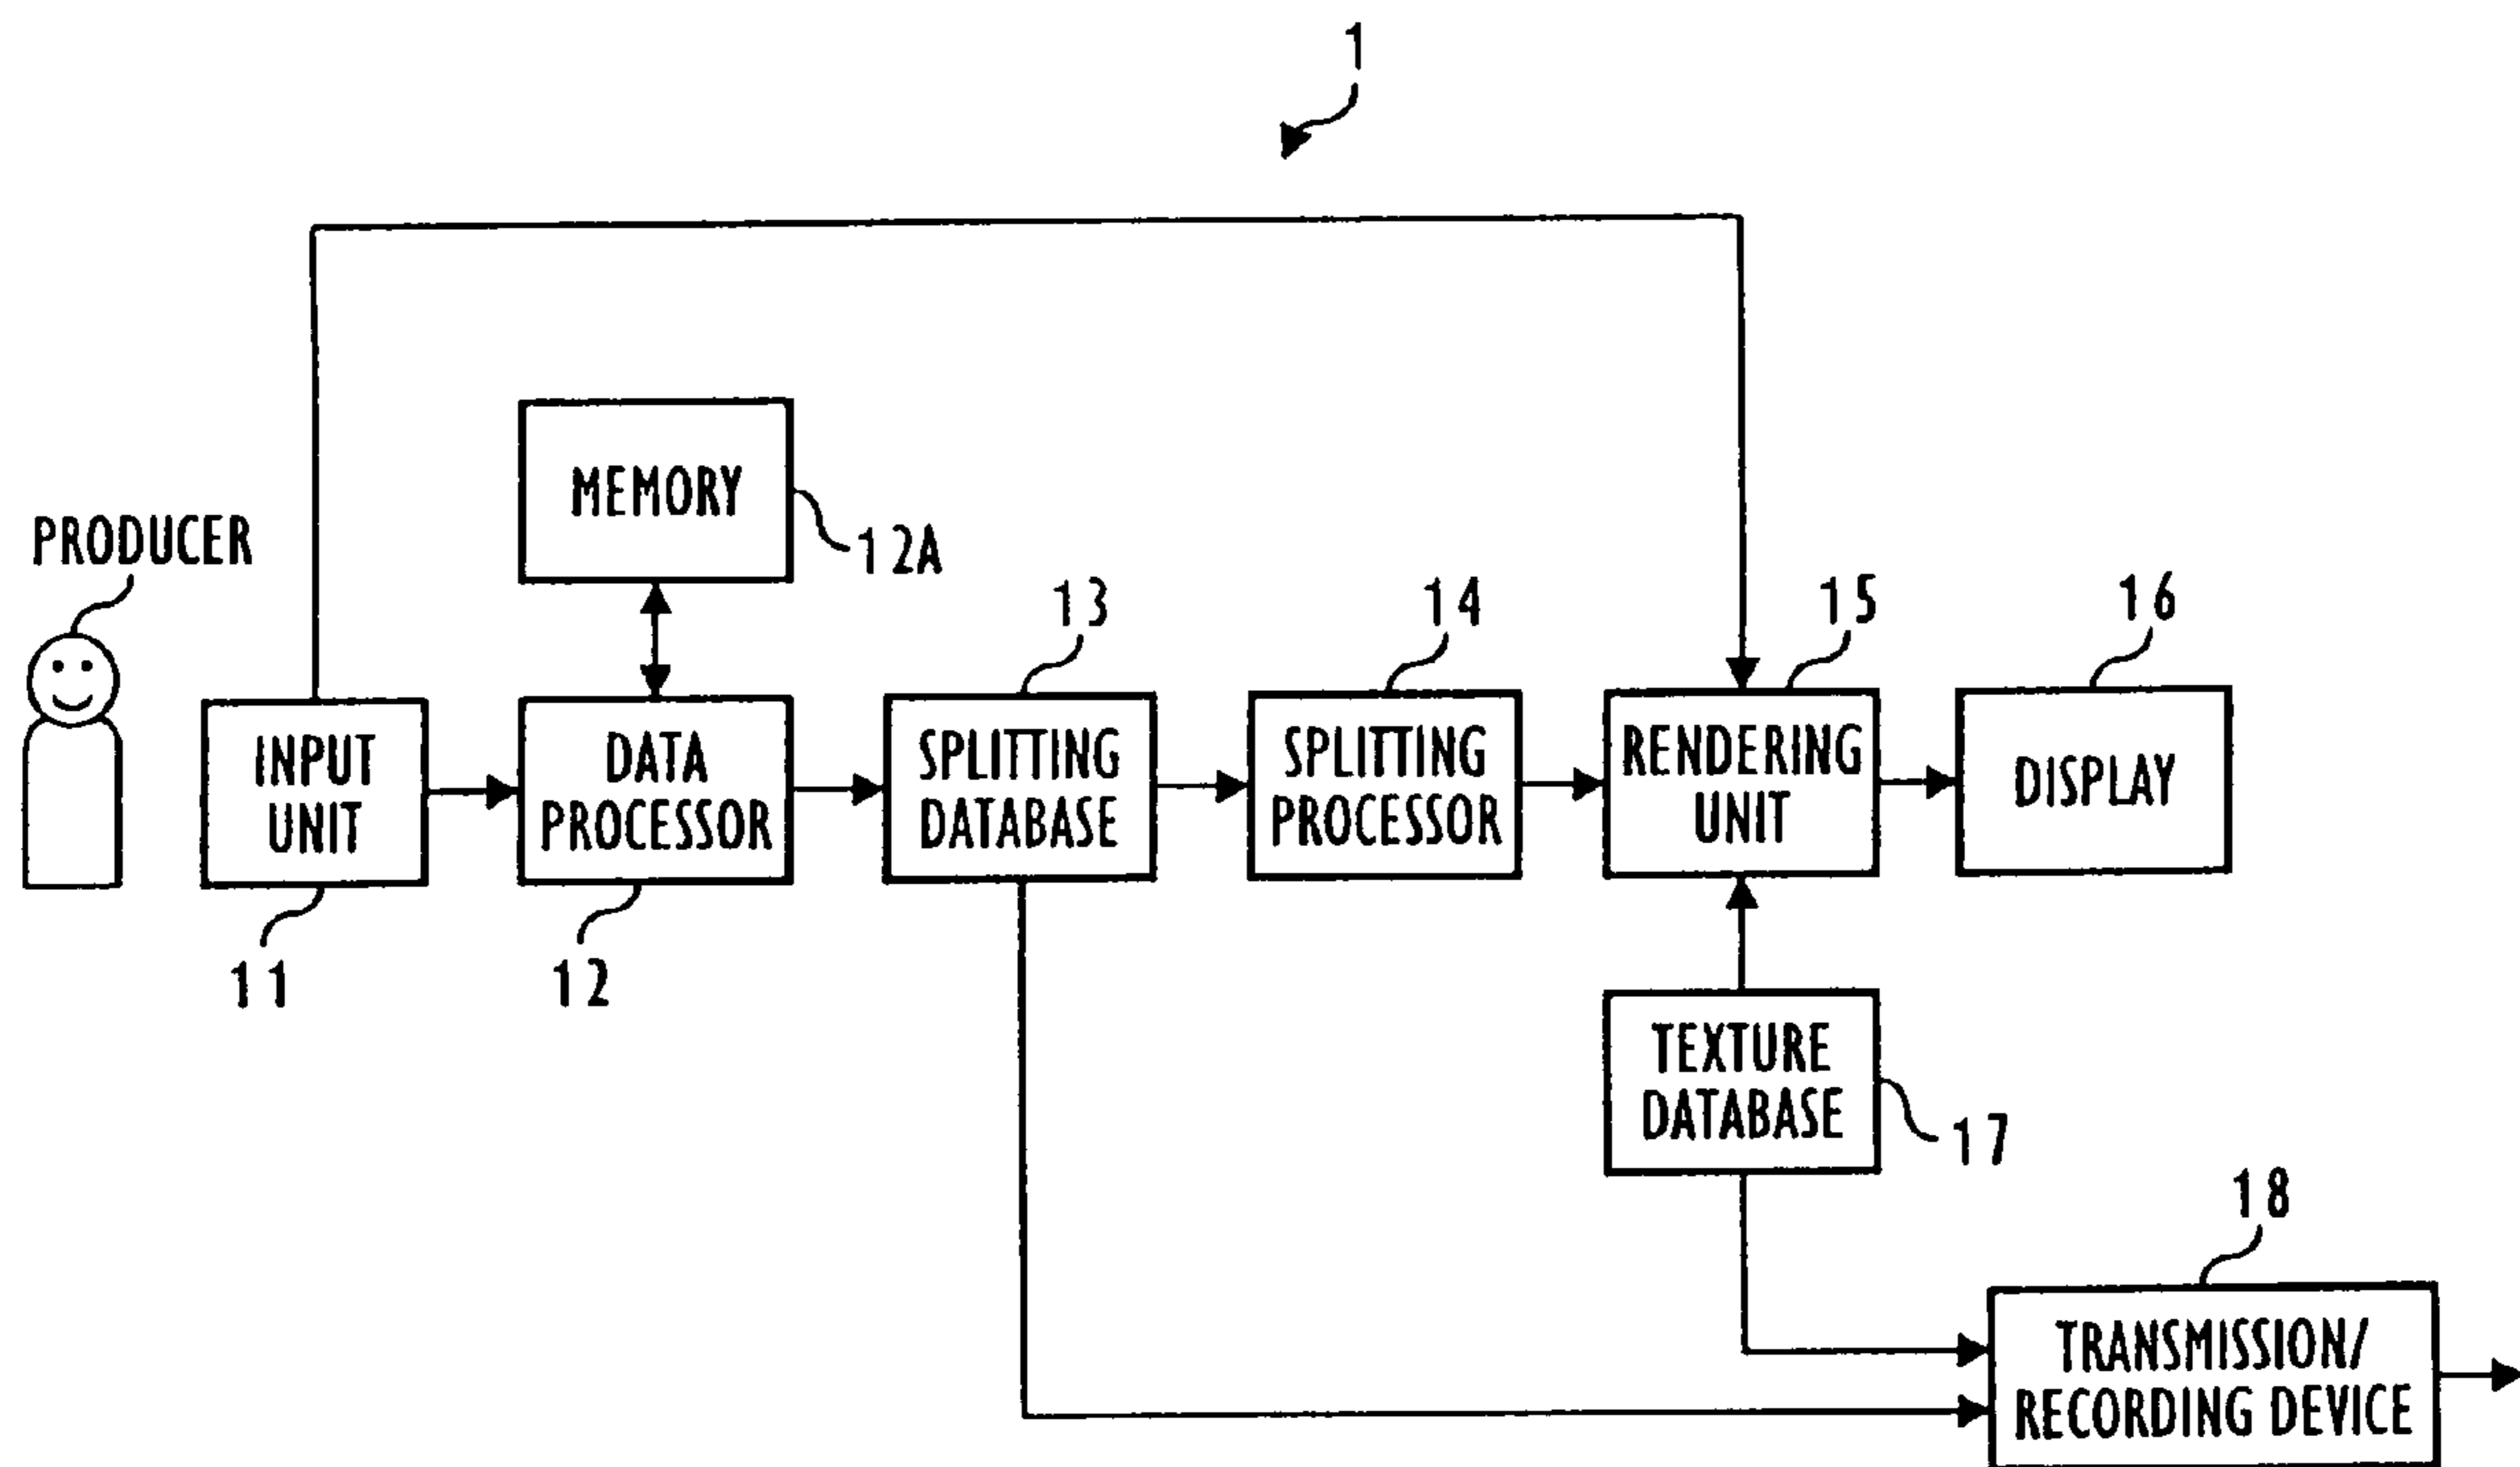 1
MEMORY
12A
PRODUCER
13
14
15
16
INPUT
UNIT
DATA
PROCESSOR
SPLITTING
DATABASE
SPLITTING
PROCESSOR
RENDERING
UNIT
DISPLAY
11
12
TEXTURE
DATABASE
17
18
TRANSMISSION/
RECORDING DEVICE